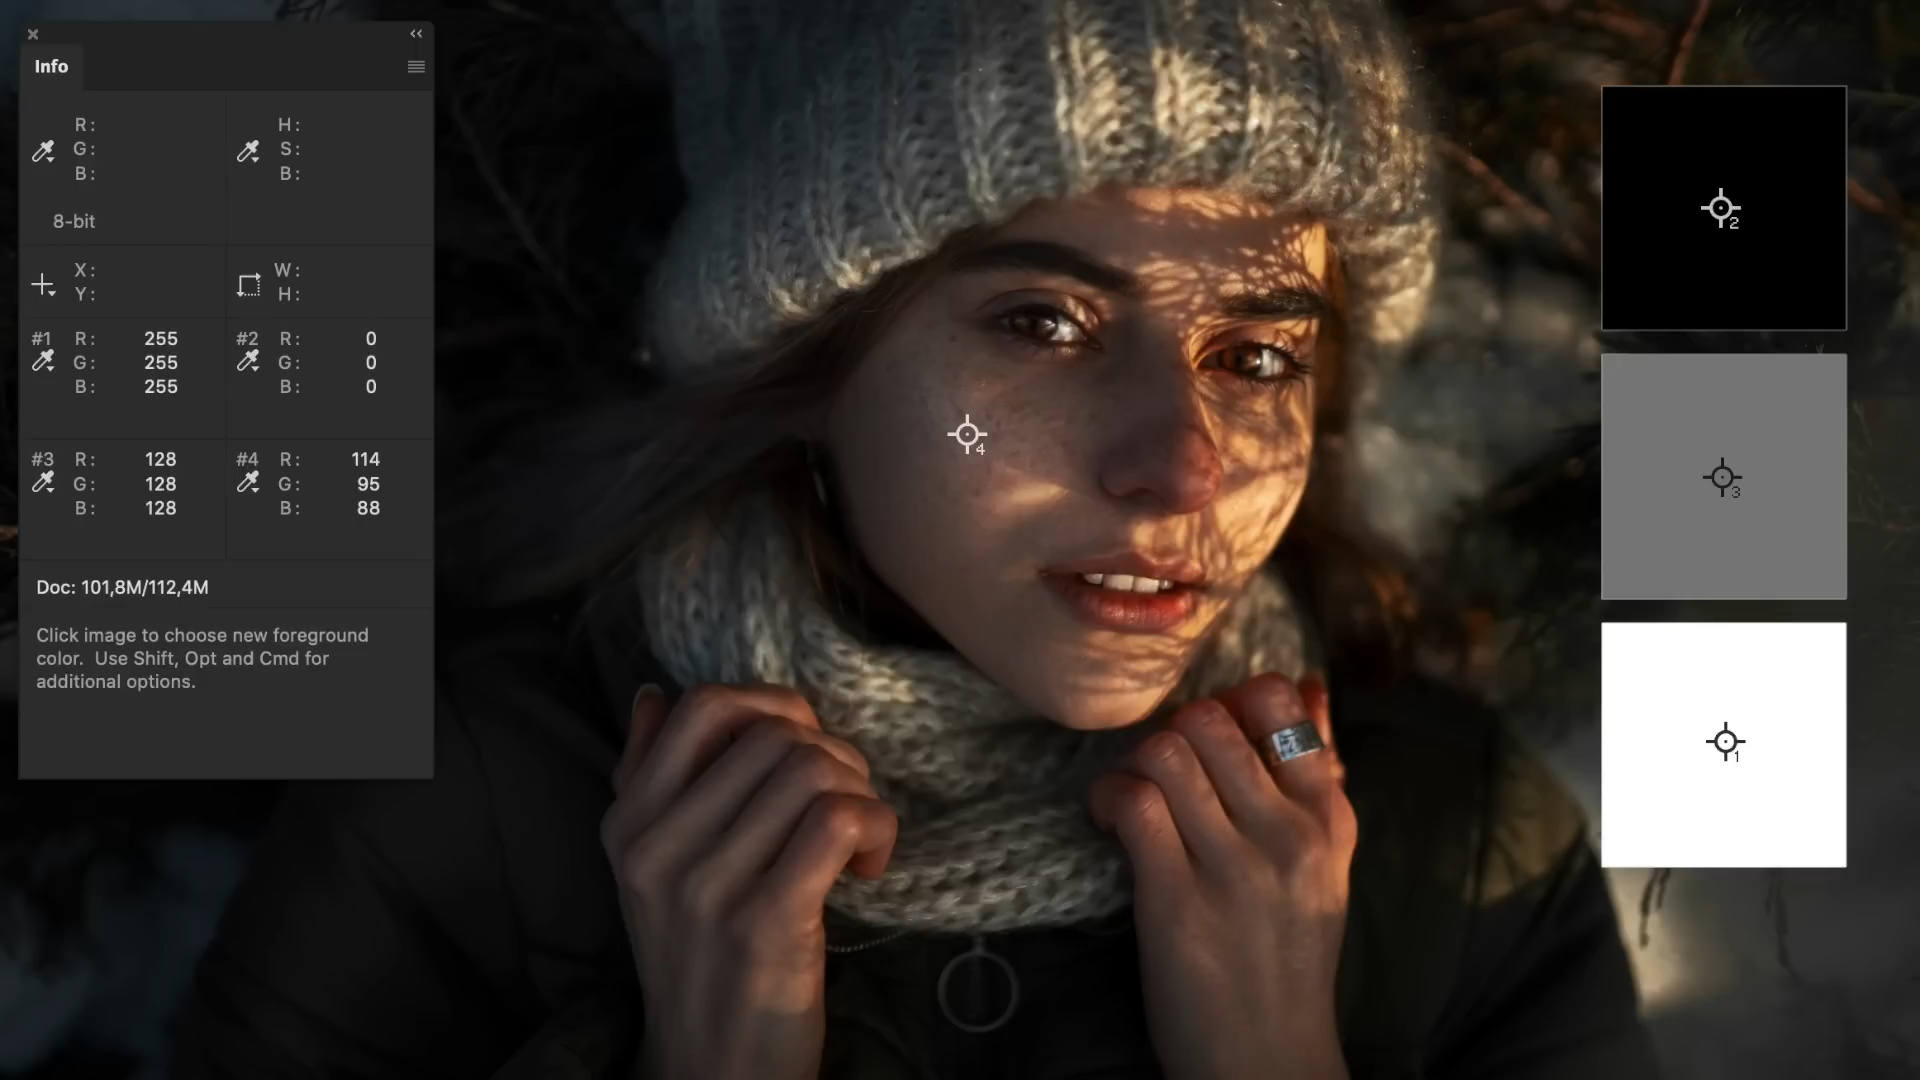 Info
R: H:
G: S:
B: B:
8-bit
X: W:
Y: H:
#1 R: 255 #2 R: 0
G: 255 G: 0
B: 255 B: 0
#3 R: 128 #4 R: 114
G: 128 G: 95
B: 128 B: 88
Doc: 101,8M/112,4M
Click image to choose new foreground
color. Use Shift, Opt and Cmd for
additional options.
2
4
3
1